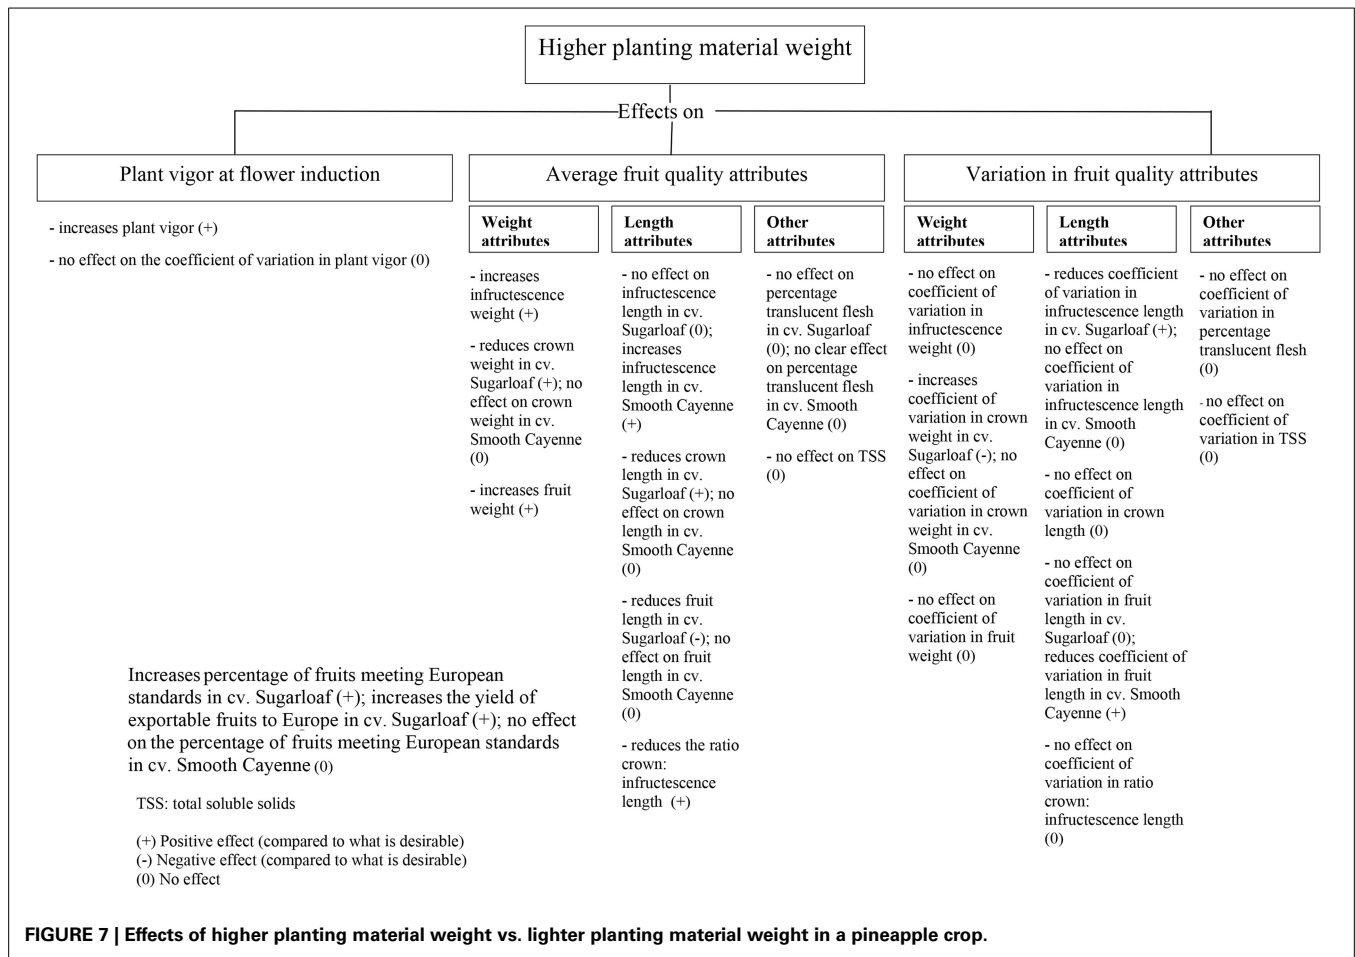 Higher planting material weight
Effects on
Plant vigor at flower induction
- increases plant vigor (+)
- no effect on the coefficient of variation in plant vigor (0)
Average fruit quality attributes
Weight
attributes
- increases
infructescence
weight (+)
- reduces crown
weight in cv.
Sugarloaf (+); no
effect on crown
weight in cv.
Smooth Cayenne
(0)
- increases fruit
weight (+)
Length
attributes
- no effect on
infructescence
length in cv.
Sugarloaf (0);
increases
infructescence
length in cv.
Smooth Cayenne
(+)
- reduces crown
length in cv.
Sugarloaf (+); no
effect on crown
length in cv.
Smooth Cayenne
(0)
- reduces fruit
length in cv.
Sugarloaf (-); no
effect on fruit
length in cv.
Smooth Cayenne
(0)
- reduces the ratio
crown:
infructescence
length (+)
Other
attributes
- no effect on
percentage
translucent flesh
in cv. Sugarloaf
(0); no clear effect
on percentage
translucent flesh
in cv. Smooth
Cayenne (0)
- no effect on TSS
(0)
Variation in fruit quality attributes
Weight
attributes
- no effect on
coefficient of
variation in
infructescence
weight (0)
- increases
coefficient of
variation in crown
weight in cv.
Sugarloaf (-); no
effect on
coefficient of
variation in crown
weight in cv.
Smooth Cayenne
(0)
- no effect on
coefficient of
variation in fruit
weight (0)
Length
attributes
- reduces coefficient
of variation in
infructescence length
in cv. Sugarloaf (+);
no effect on
coefficient of
variation in
infructescence length
in cv. Smooth
Cayenne (0)
- no effect on
coefficient of
variation in crown
length (0)
- no effect on
coefficient of
variation in fruit
length in cv.
Sugarloaf (0);
reduces coefficient of
variation in fruit
length in cv. Smooth
Cayenne (+)
- no effect on
coefficient of
variation in ratio
crown:
infructescence length
(0)
Other
attributes
- no effect on
coefficient of
variation in
percentage
translucent flesh
(0)
- no effect on
coefficient of
variation in TSS
(0)
Increases percentage of fruits meeting European
standards in cv. Sugarloaf (+); increases the yield of
exportable fruits to Europe in cv. Sugarloaf (+); no effect
on the percentage of fruits meeting European standards
in cv. Smooth Cayenne (0)
TSS: total soluble solids
(+) Positive effect (compared to what is desirable)
(-) Negative effect (compared to what is desirable)
(0) No effect
FIGURE 7 | Effects of higher planting material weight vs. lighter planting material weight in a pineapple crop.